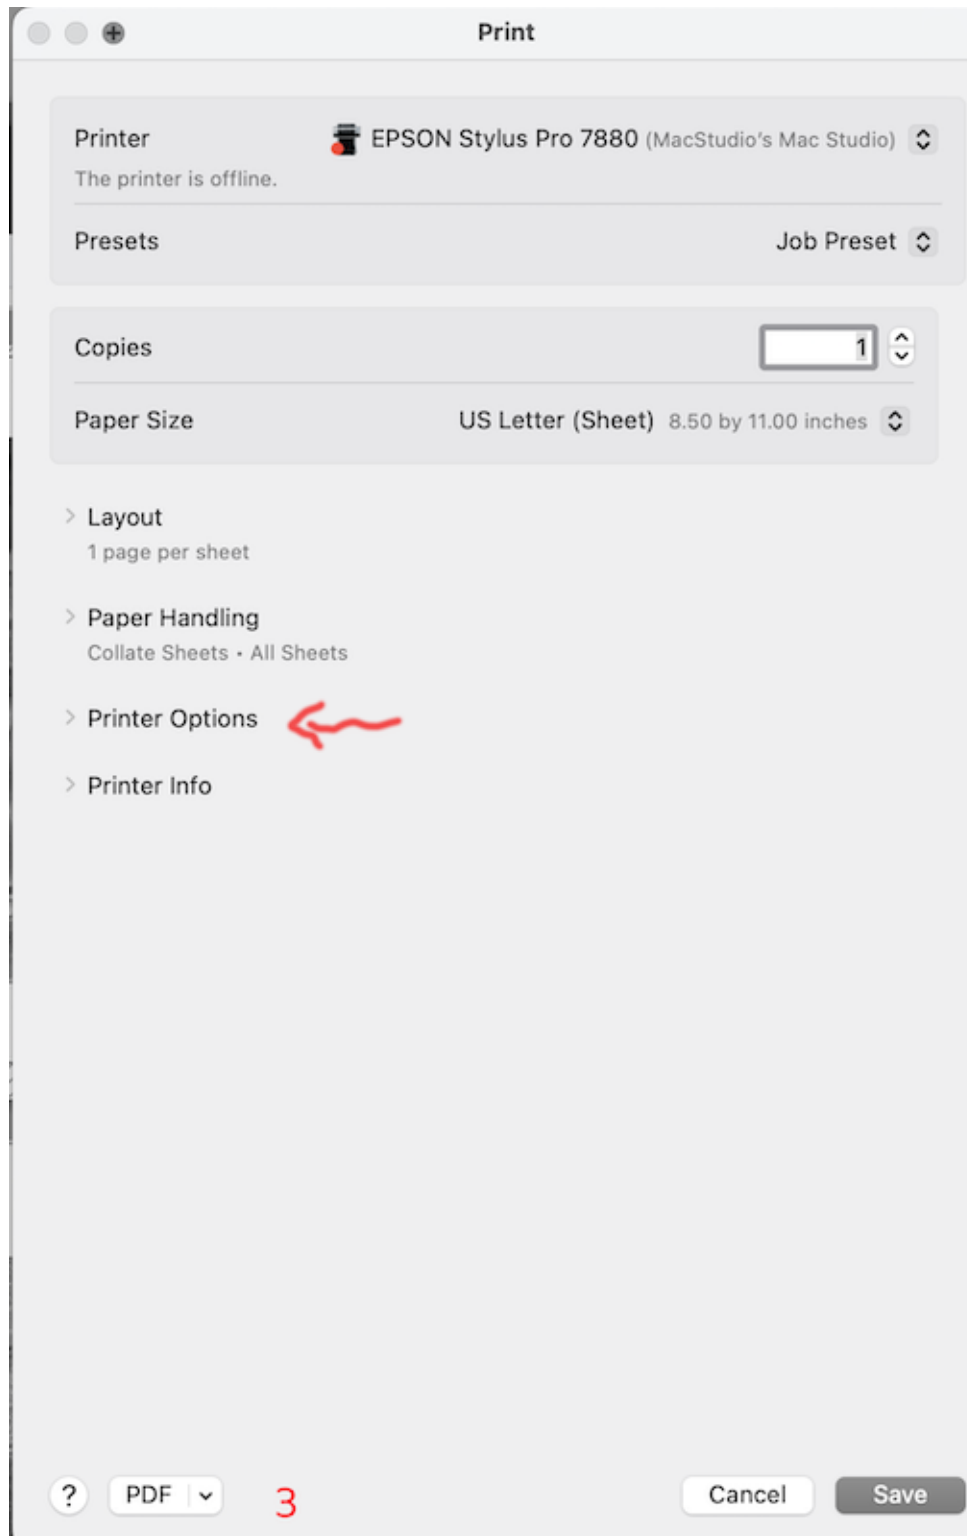 Print
Printer EPSON Stylus Pro 7880 (MacStudio's Mac Studio)
The printer is offline.
Presets Job Preset
Copies 1
Paper Size US Letter (Sheet) 8.50 by 11.00 inches
Layout
1 page per sheet
Paper Handling
Collate Sheets • All Sheets
Printer Options
Printer Info
? PDF 3 Cancel Save